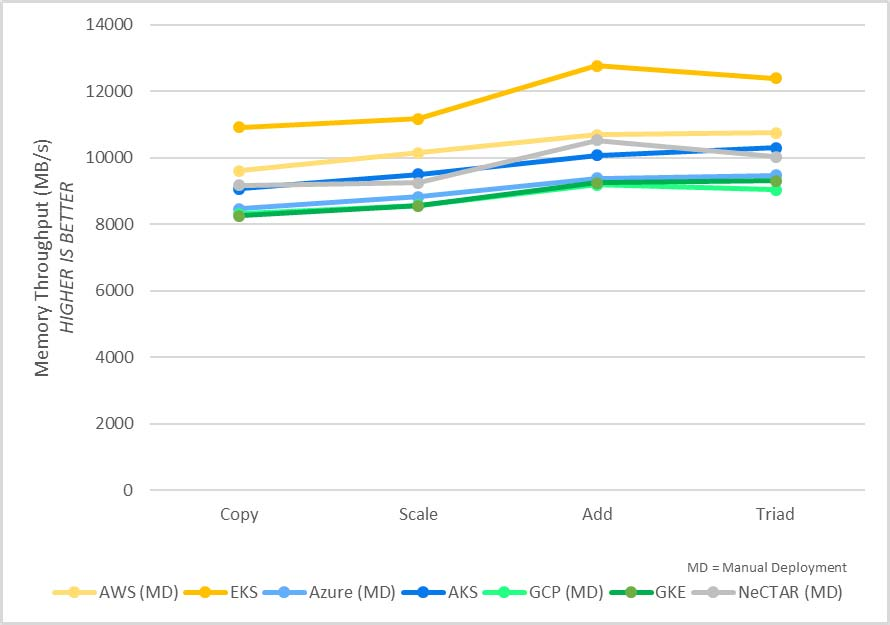 14000
12000
10000
8000
6000
4000
2000
0
Memory Throughput (MB/s)
HIGHER IS BETTER
Copy Scale Add Triad
MD = Manual Deployment
AWS (MD) EKS Azure (MD) AKS GCP (MD) GKE NeCTAR (MD)